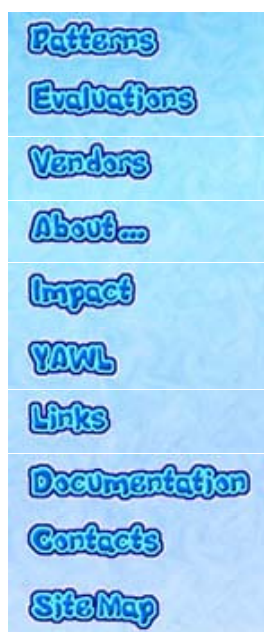 Patterns
Evaluations
Vendors
About ...
Impact
YAWL
Links
Documentation
Contacts
Site Map